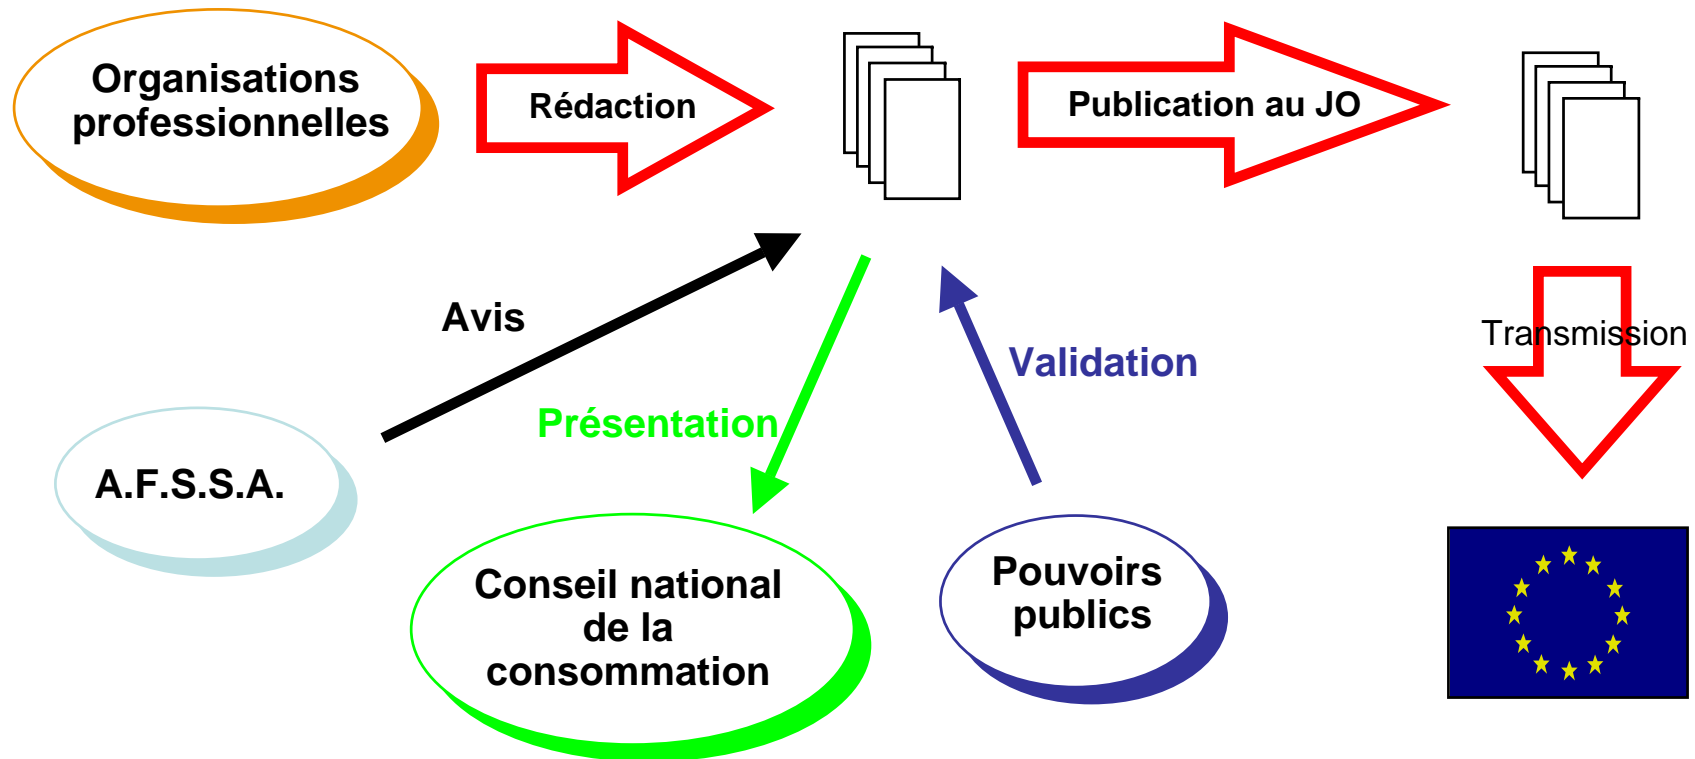 Organisations
professionnelles
Rédaction
Publication au JO
Avis
Transmission
Validation
Présentation
A.F.S.S.A.
Conseil national
de la
consommation
Pouvoirs
publics